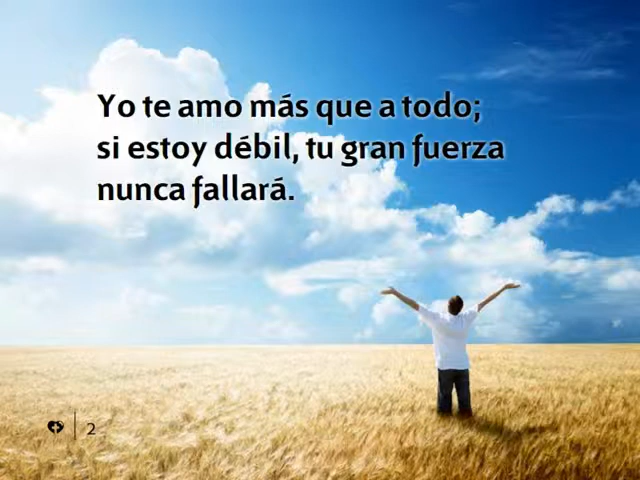 Yo te amo más que a todo;
si estoy débil, tu gran fuerza
nunca fallará.
2